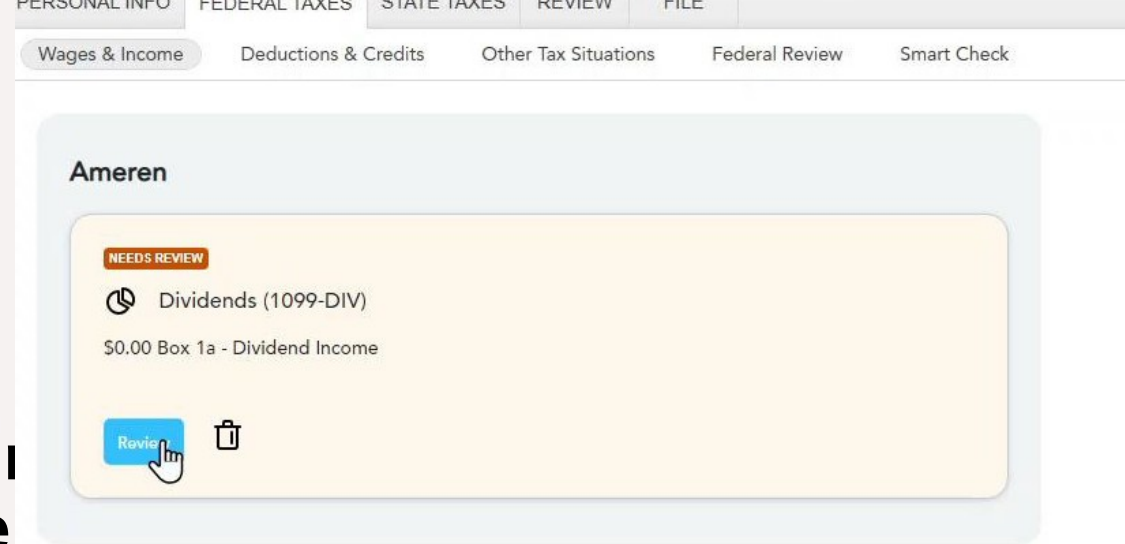 PERSONAL INFO FEDERAL TAXES STATE TAXES REVIEW FILE
Wages & Income Deductions & Credits Other Tax Situations Federal Review Smart Check
Ameren
NEEDS REVIEW
Dividends (1099-DIV)
$0.00 Box 1a - Dividend Income
Review
e